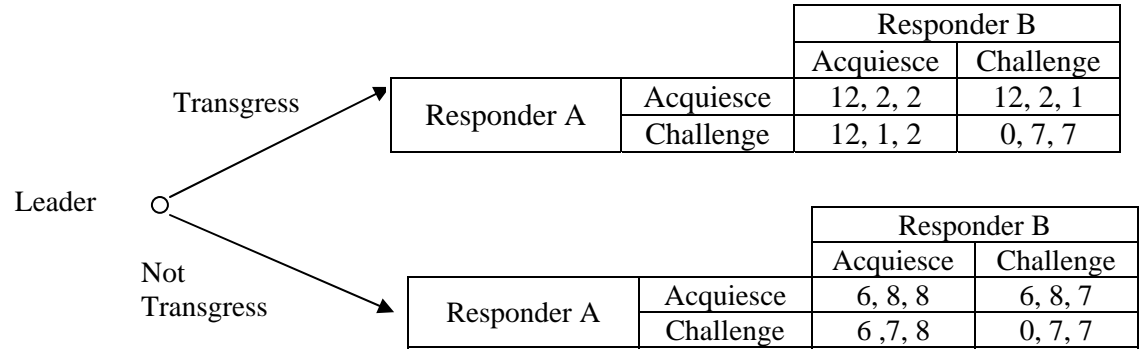 Responder B
Acquiesce Challenge
Transgress
Responder A
Acquiesce 12, 2, 2 12, 2, 1
Challenge 12, 1, 2 0, 7, 7
Leader
Responder B
Acquiesce Challenge
Not
Transgress
Responder A
Acquiesce 6, 8, 8 6, 8, 7
Challenge 6 ,7, 8 0, 7, 7